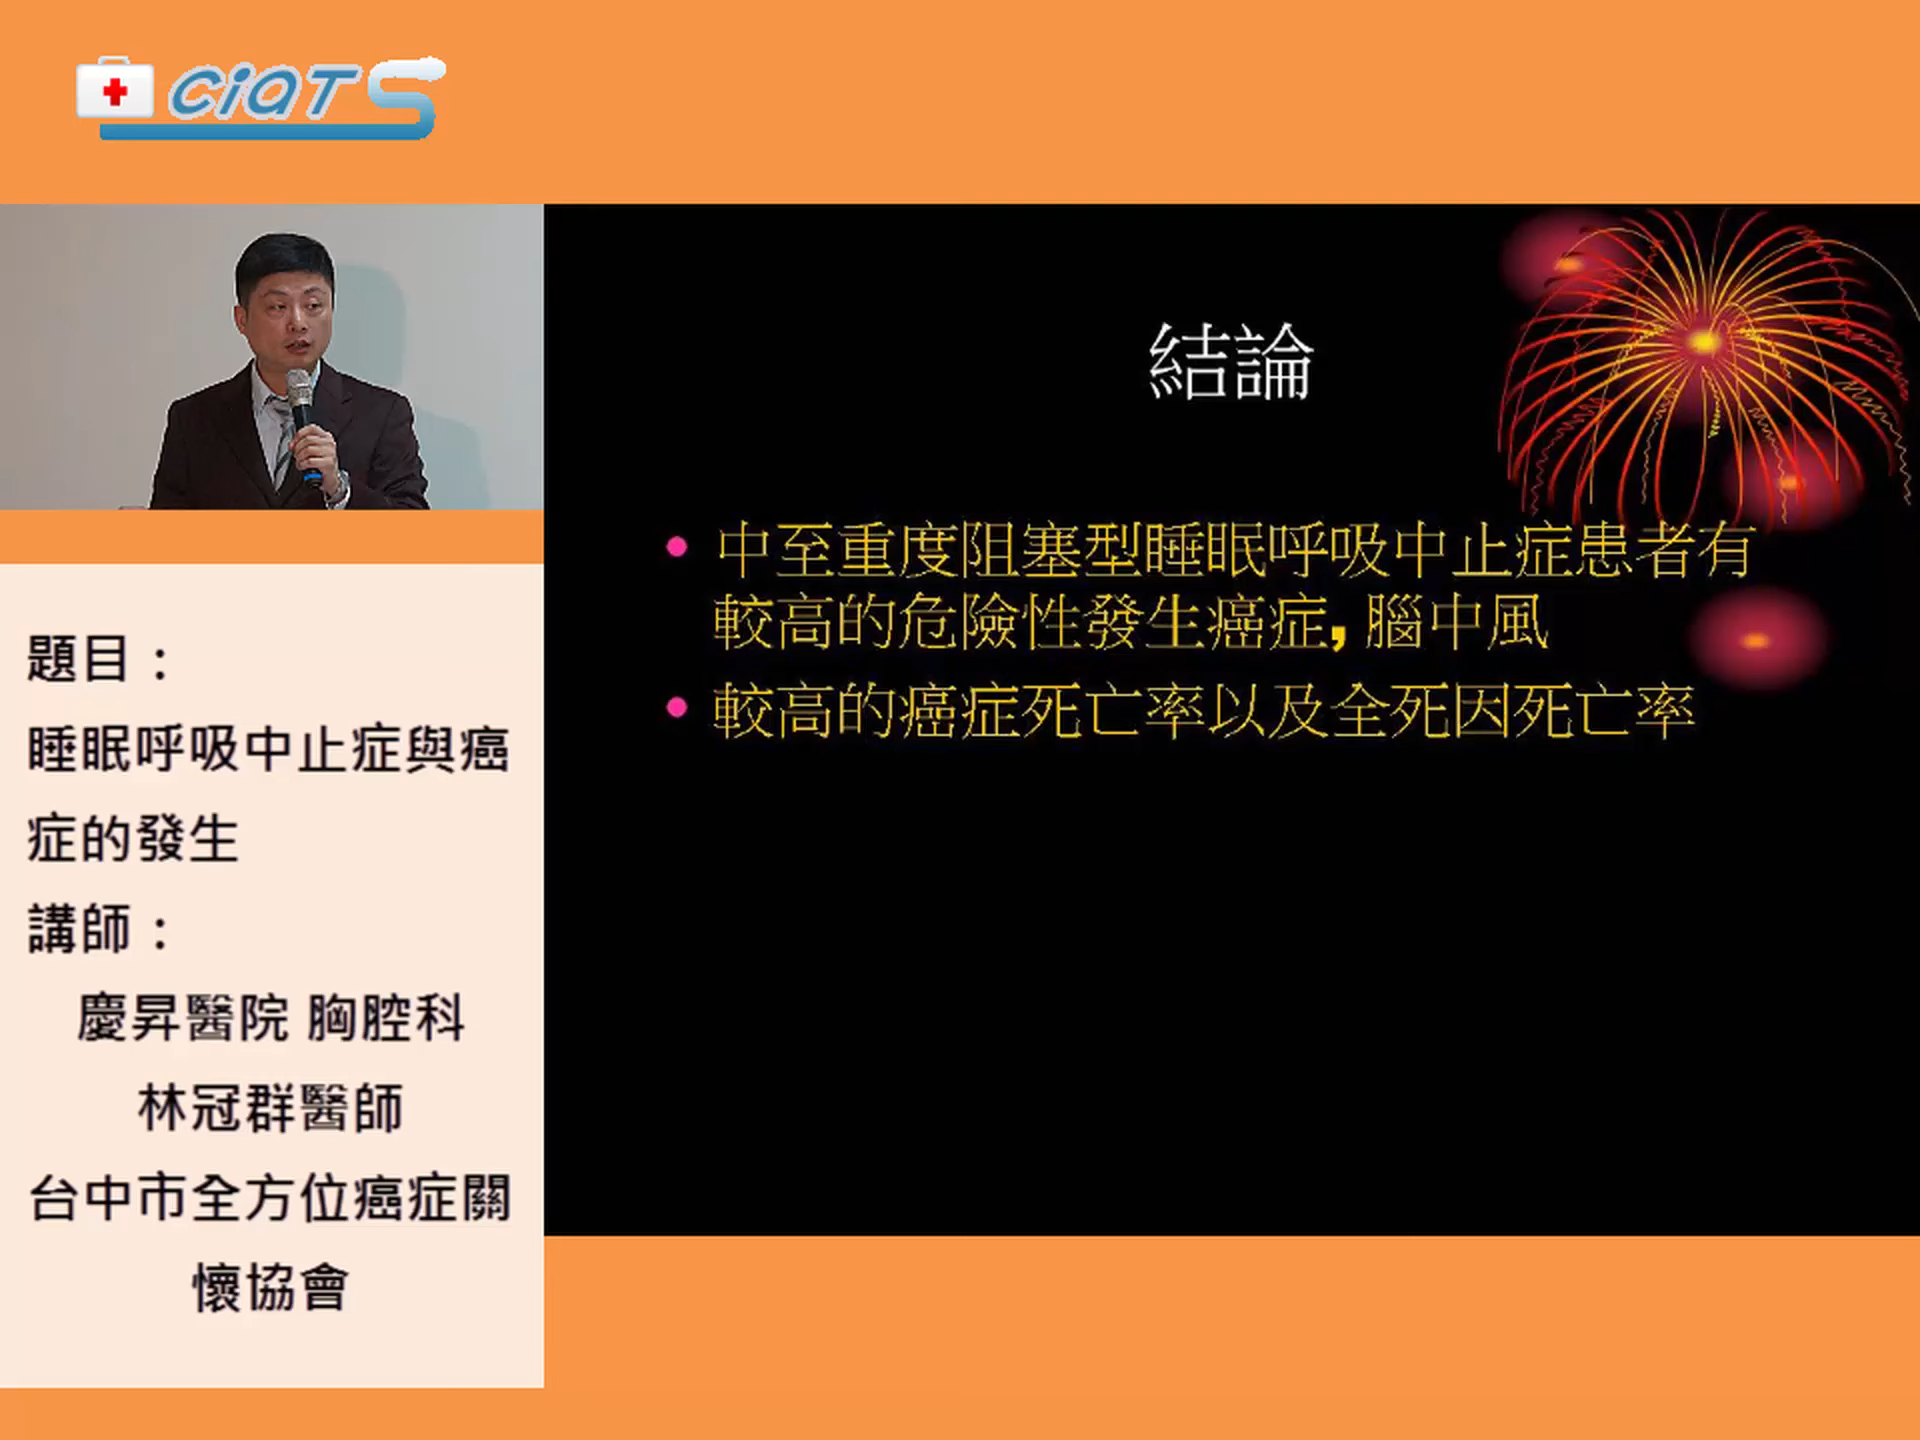 ciaTS
題目：
睡眠呼吸中止症與癌
症的發生
講師：
慶昇醫院 胸腔科
林冠群醫師
台中市全方位癌症關
懷協會
結論
• 中至重度阻塞型睡眠呼吸中止症患者有
較高的危險性發生癌症, 腦中風
• 較高的癌症死亡率以及全死因死亡率